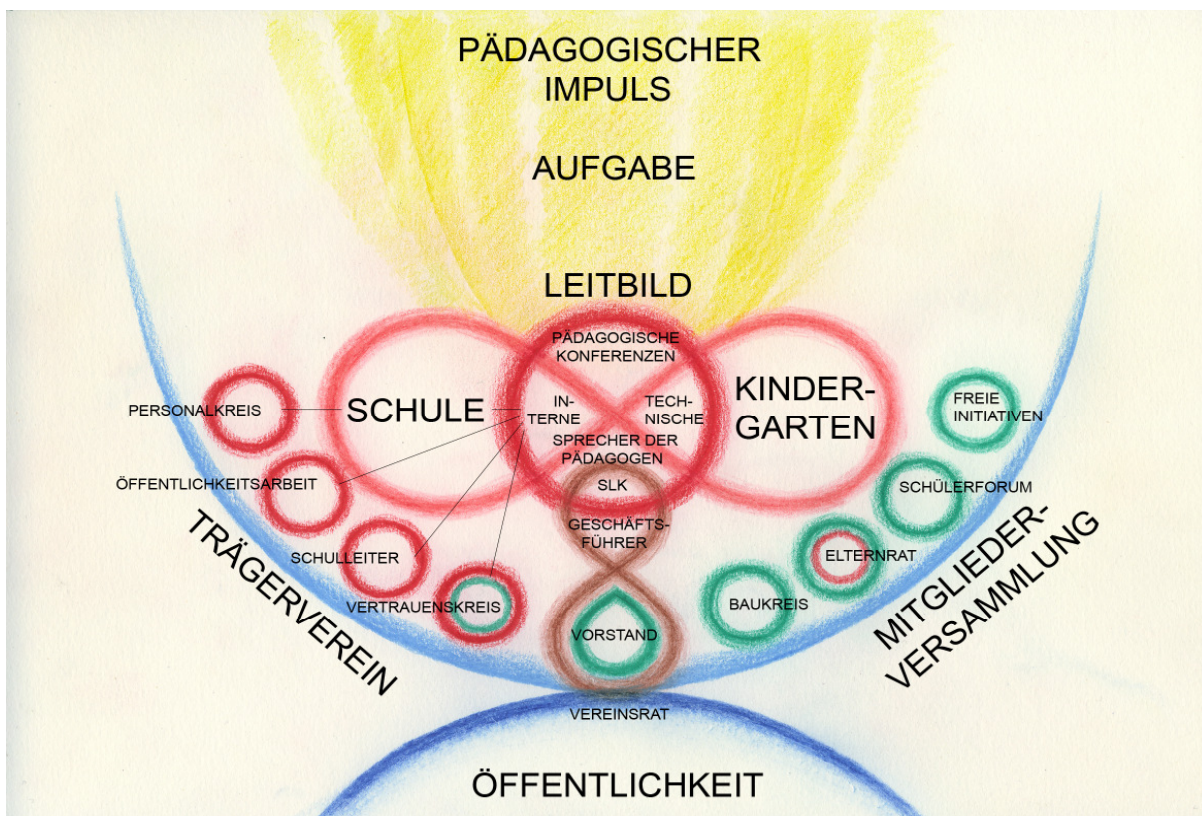 PÄDAGOGISCHER
IMPULS
AUFGABE
LEITBILD
PÄDAGOGISCHE
KONFERENZEN
IN-
TERNE
TECH-
NISCHE
SPRECHER DER
PÄDAGOGEN
SLK
GESCHÄFTS-
FÜHRER
VORSTAND
VEREINSRAT
SCHULE
KINDER-
GARTEN
PERSONALKREIS
ÖFFENTLICHKEITSARBEIT
SCHULLEITER
VERTRAUENSKREIS
FREIE
INITIATIVEN
SCHÜLERFORUM
ELTERNRAT
BAUKREIS
TRÄGERVEREIN
MITGLIEDER-
VERSAMMLUNG
ÖFFENTLICHKEIT